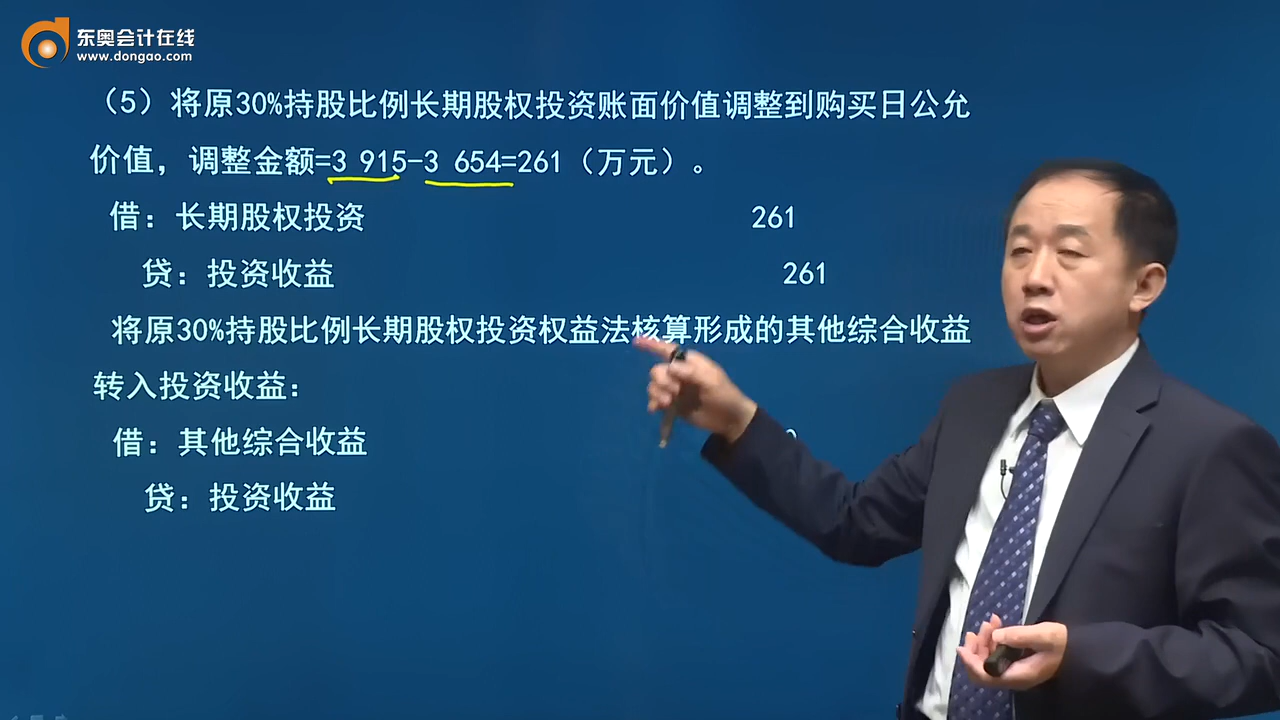 东奥会计在线
www.dongao.com
（5）将原30%持股比例长期股权投资账面价值调整到购买日公允
价值，调整金额=3 915-3 654=261（万元）。
借：长期股权投资 261
贷：投资收益 261
将原30%持股比例长期股权投资权益法核算形成的其他综合收益
转入投资收益：
借：其他综合收益
贷：投资收益